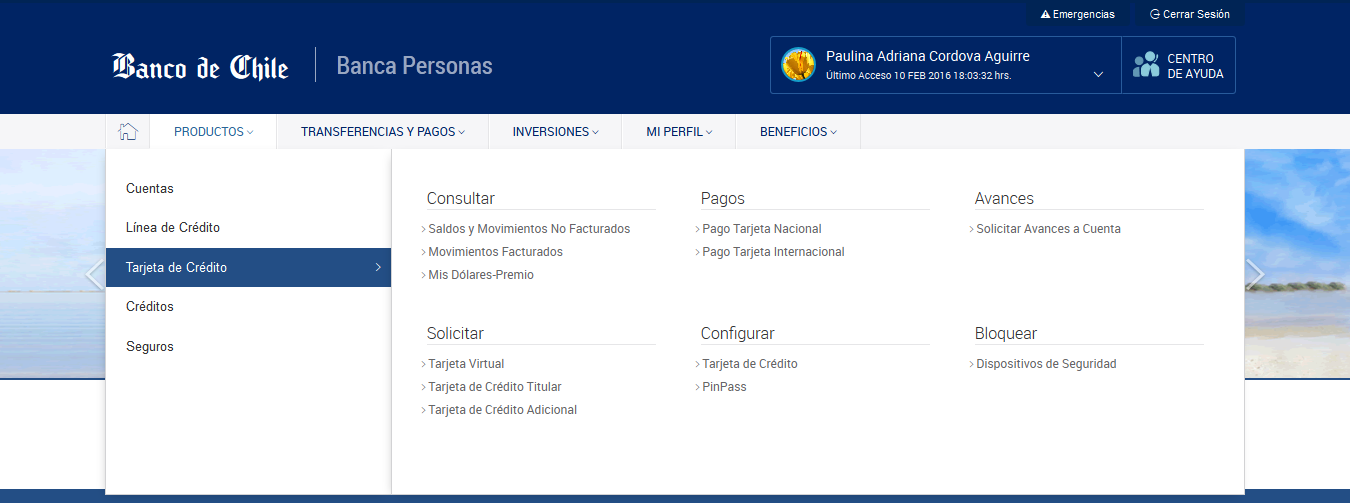 Emergencias
Cerrar Sesión
Banco de Chile
Banca Personas
Paulina Adriana Cordova Aguirre
Último Acceso 10 FEB 2016 18:03:32 hrs.
CENTRO
DE AYUDA
PRODUCTOS
TRANSFERENCIAS Y PAGOS
INVERSIONES
MI PERFIL
BENEFICIOS
Cuentas
Línea de Crédito
Tarjeta de Crédito
Créditos
Seguros
Consultar
Saldos y Movimientos No Facturados
Movimientos Facturados
Mis Dólares-Premio
Pagos
Pago Tarjeta Nacional
Pago Tarjeta Internacional
Avances
Solicitar Avances a Cuenta
Solicitar
Tarjeta Virtual
Tarjeta de Crédito Titular
Tarjeta de Crédito Adicional
Configurar
Tarjeta de Crédito
PinPass
Bloquear
Dispositivos de Seguridad